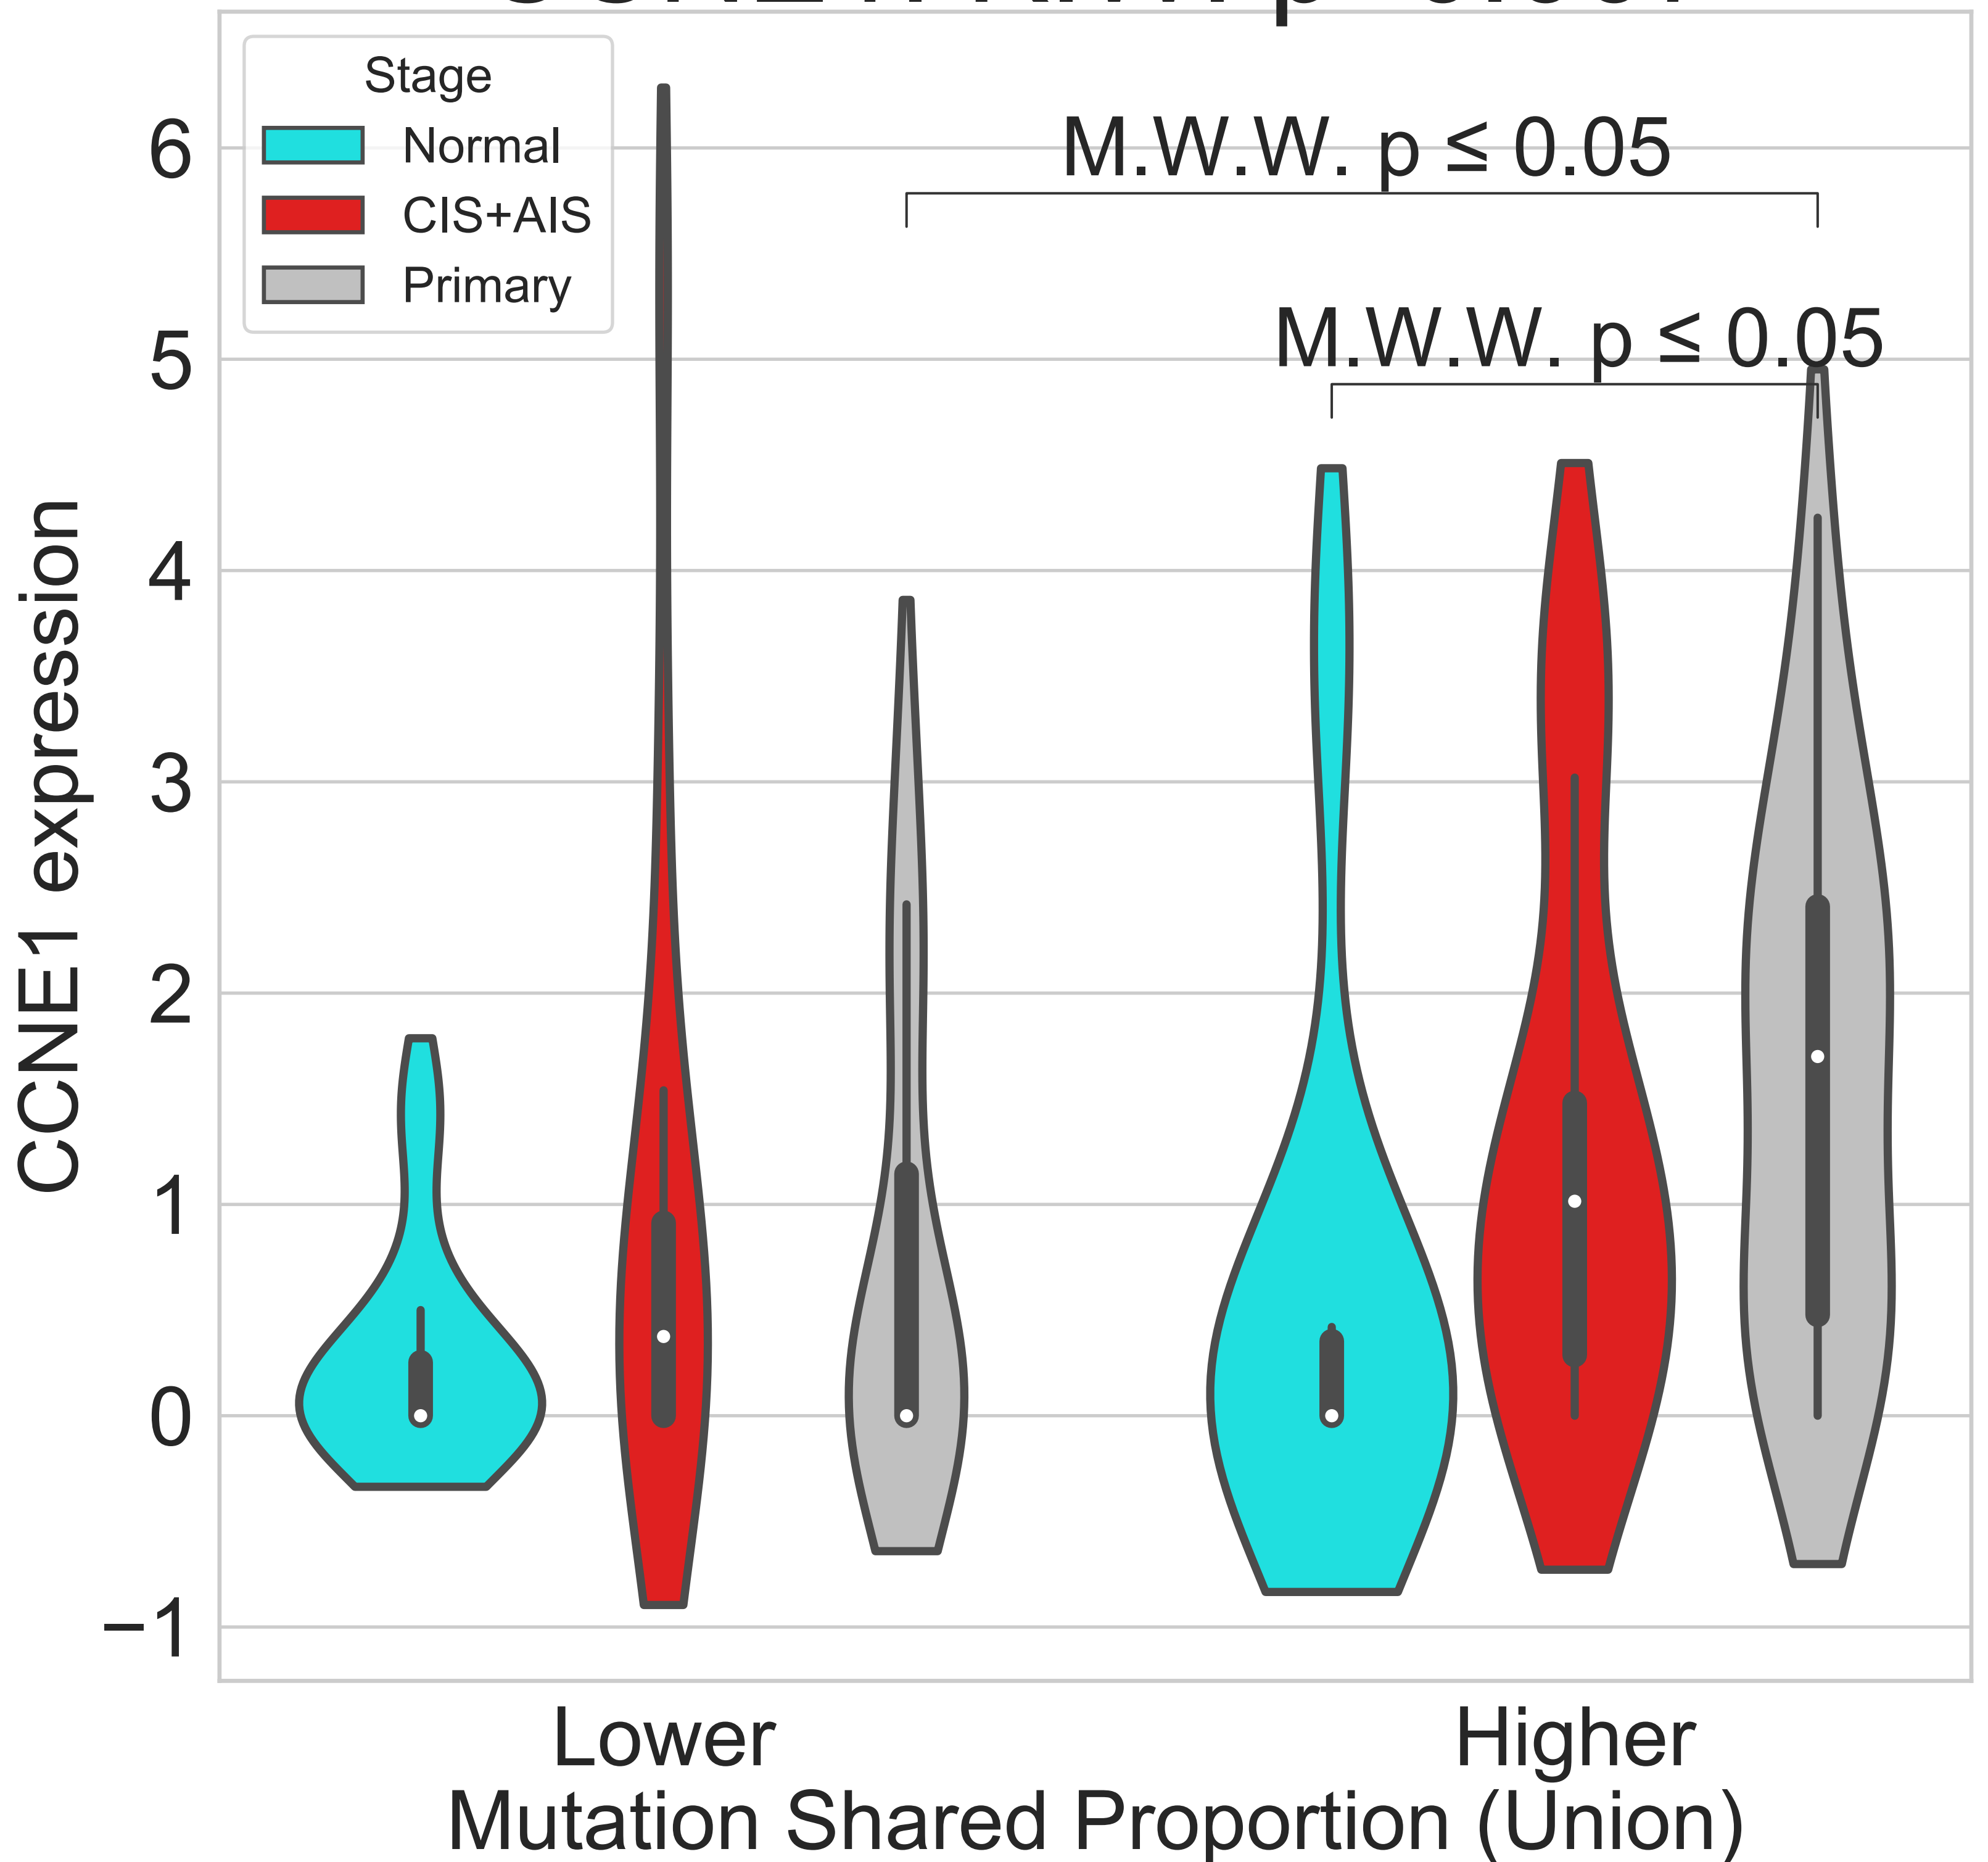 Stage
Normal
CIS+AIS
Primary
M.W.W. p ≤ 0.05
M.W.W. p ≤ 0.05
6
5
4
3
2
1
0
−1
CCNE1 expression
Lower
Higher
Mutation Shared Proportion (Union)